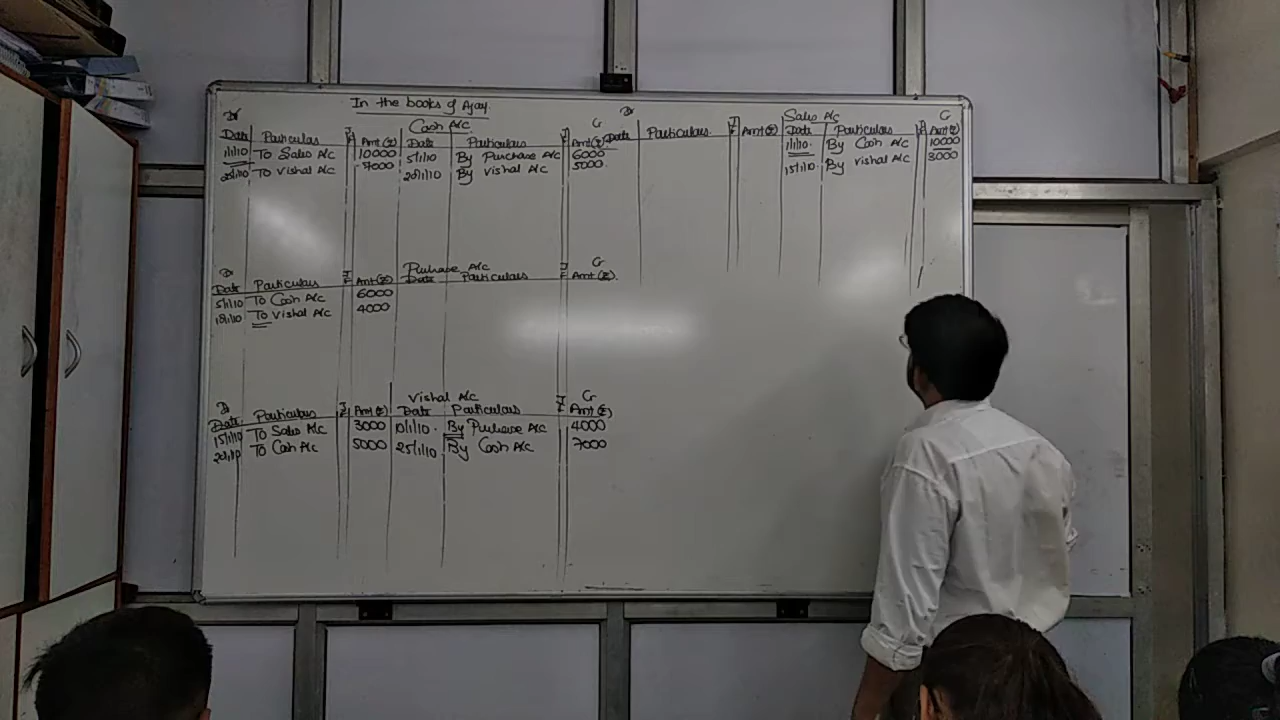 In the books of Ajay.
Dr Cash A/c Cr
Date Particulars J.F Amt(₹) Date Particulars J.F Amt(₹)
1/1/10 To Sales A/c 10000 5/1/10 By Purchase A/c 6000
25/1/10 To Vishal A/c 7000 20/1/10 By Vishal A/c 5000
Dr Sales A/c Cr
Date Particulars J.F Amt(₹) Date Particulars J.F Amt(₹)
1/1/10. By Cash A/c 10000
15/1/10. By Vishal A/c 3000
Dr Purchase A/c Cr
Date Particulars J.F Amt(₹) Date Particulars J.F Amt(₹)
5/1/10 To Cash A/c 6000
10/1/10 To Vishal A/c 4000
Dr Vishal A/c Cr
Date Particulars J.F Amt(₹) Date Particulars J.F Amt(₹)
15/1/10 To Sales A/c 3000 10/1/10. By Purchase A/c 4000
20/1/10 To Cash A/c 5000 25/1/10 By Cash A/c 7000